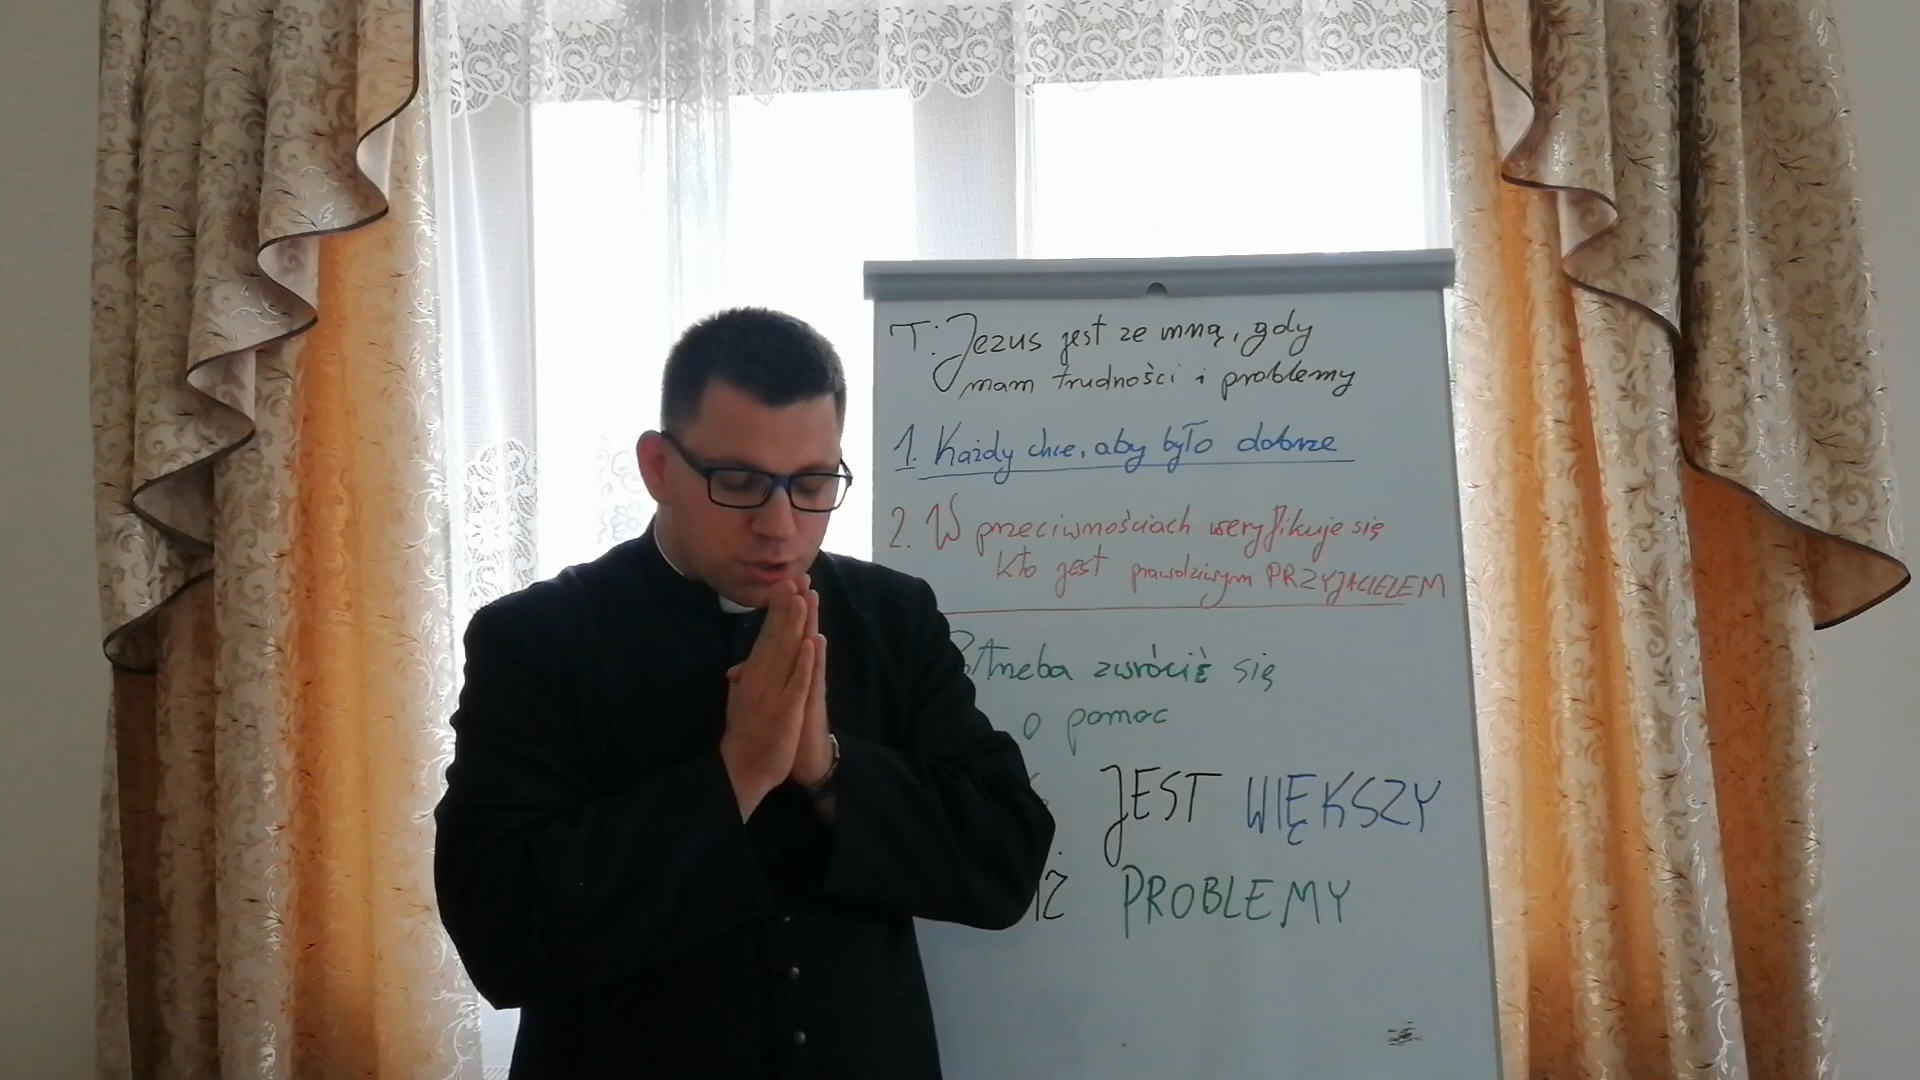 T: Jezus jest ze mną, gdy
mam trudności i problemy
1. Każdy chce, aby było dobrze
2. W przeciwnościach weryfikuje się
kto jest prawdziwym PRZYJACIELEM
zwrócić się
o pomoc
JEST WIĘKSZY
PROBLEMY